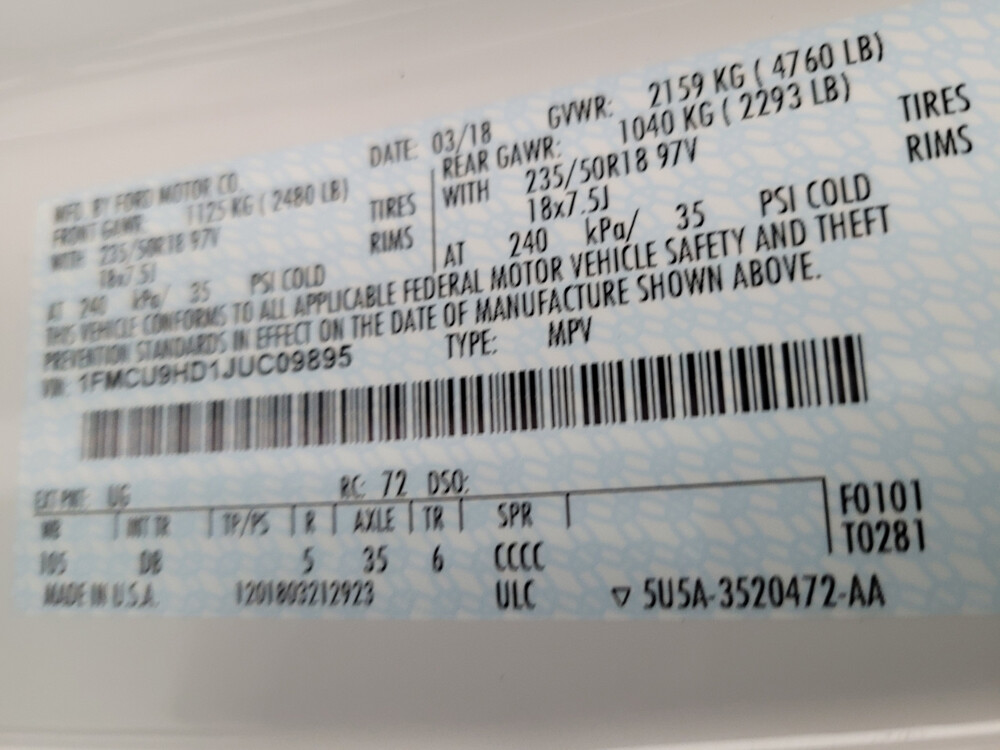 MFD. BY FORD MOTOR CO.
DATE: 03/18 GVWR: 2159 KG ( 4760 LB)
FRONT GAWR: 1125 KG ( 2480 LB)
REAR GAWR: 1040 KG ( 2293 LB)
WITH 235/50R18 97V TIRES
WITH 235/50R18 97V TIRES
18x7.5J RIMS
18x7.5J RIMS
AT 240 kPa/ 35 PSI COLD
AT 240 kPa/ 35 PSI COLD
THIS VEHICLE CONFORMS TO ALL APPLICABLE FEDERAL MOTOR VEHICLE SAFETY AND THEFT
PREVENTION STANDARDS IN EFFECT ON THE DATE OF MANUFACTURE SHOWN ABOVE.
VIN: 1FMCU9HD1JUC09895 TYPE: MPV
EXT PNT: UG RC: 72 DSO:
WB INT TR TP/PS R AXLE TR SPR F0101
105 DB 5 35 6 CCCC T0281
MADE IN U.S.A. 1201803212923 ULC ▽ 5U5A-3520472-AA